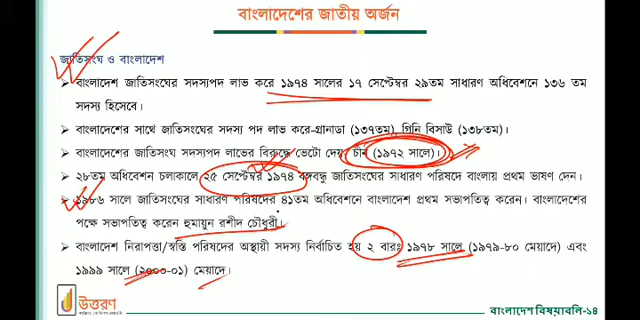 বাংলাদেশের জাতীয় অর্জন
জাতিসংঘ ও বাংলাদেশ
বাংলাদেশ জাতিসংঘের সদস্যপদ লাভ করে ১৯৭৪ সালের ১৭ সেপ্টেম্বর ২৯তম সাধারণ অধিবেশনে ১৩৬ তম
সদস্য হিসেবে।
বাংলাদেশের সাথে জাতিসংঘের সদস্য পদ লাভ করে-গ্রানাডা (১৩৭তম), গিনি বিসাউ (১৩৮তম)।
বাংলাদেশের জাতিসংঘ সদস্যপদ লাভের বিরুদ্ধে ভেটো দেয়- চীন (১৯৭২ সালে)।
২৮তম অধিবেশন চলাকালে ২৫ সেপ্টেম্বর ১৯৭৪ বঙ্গবন্ধু জাতিসংঘের সাধারণ পরিষদে বাংলায় প্রথম ভাষণ দেন।
১৯৮৬ সালে জাতিসংঘের সাধারণ পরিষদের ৪১তম অধিবেশনে বাংলাদেশ প্রথম সভাপতিত্ব করেন। বাংলাদেশের
পক্ষে সভাপতিত্ব করেন হুমায়ুন রশীদ চৌধুরী।
বাংলাদেশ নিরাপত্তা/স্বস্তি পরিষদের অস্থায়ী সদস্য নির্বাচিত হয় ২ বারঃ ১৯৭৮ সালে (১৯৭৯-৮০ মেয়াদে) এবং
১৯৯৯ সালে (২০০০-০১) মেয়াদে।
উত্তরণ
বাংলাদেশ বিষয়াবলি-১৪